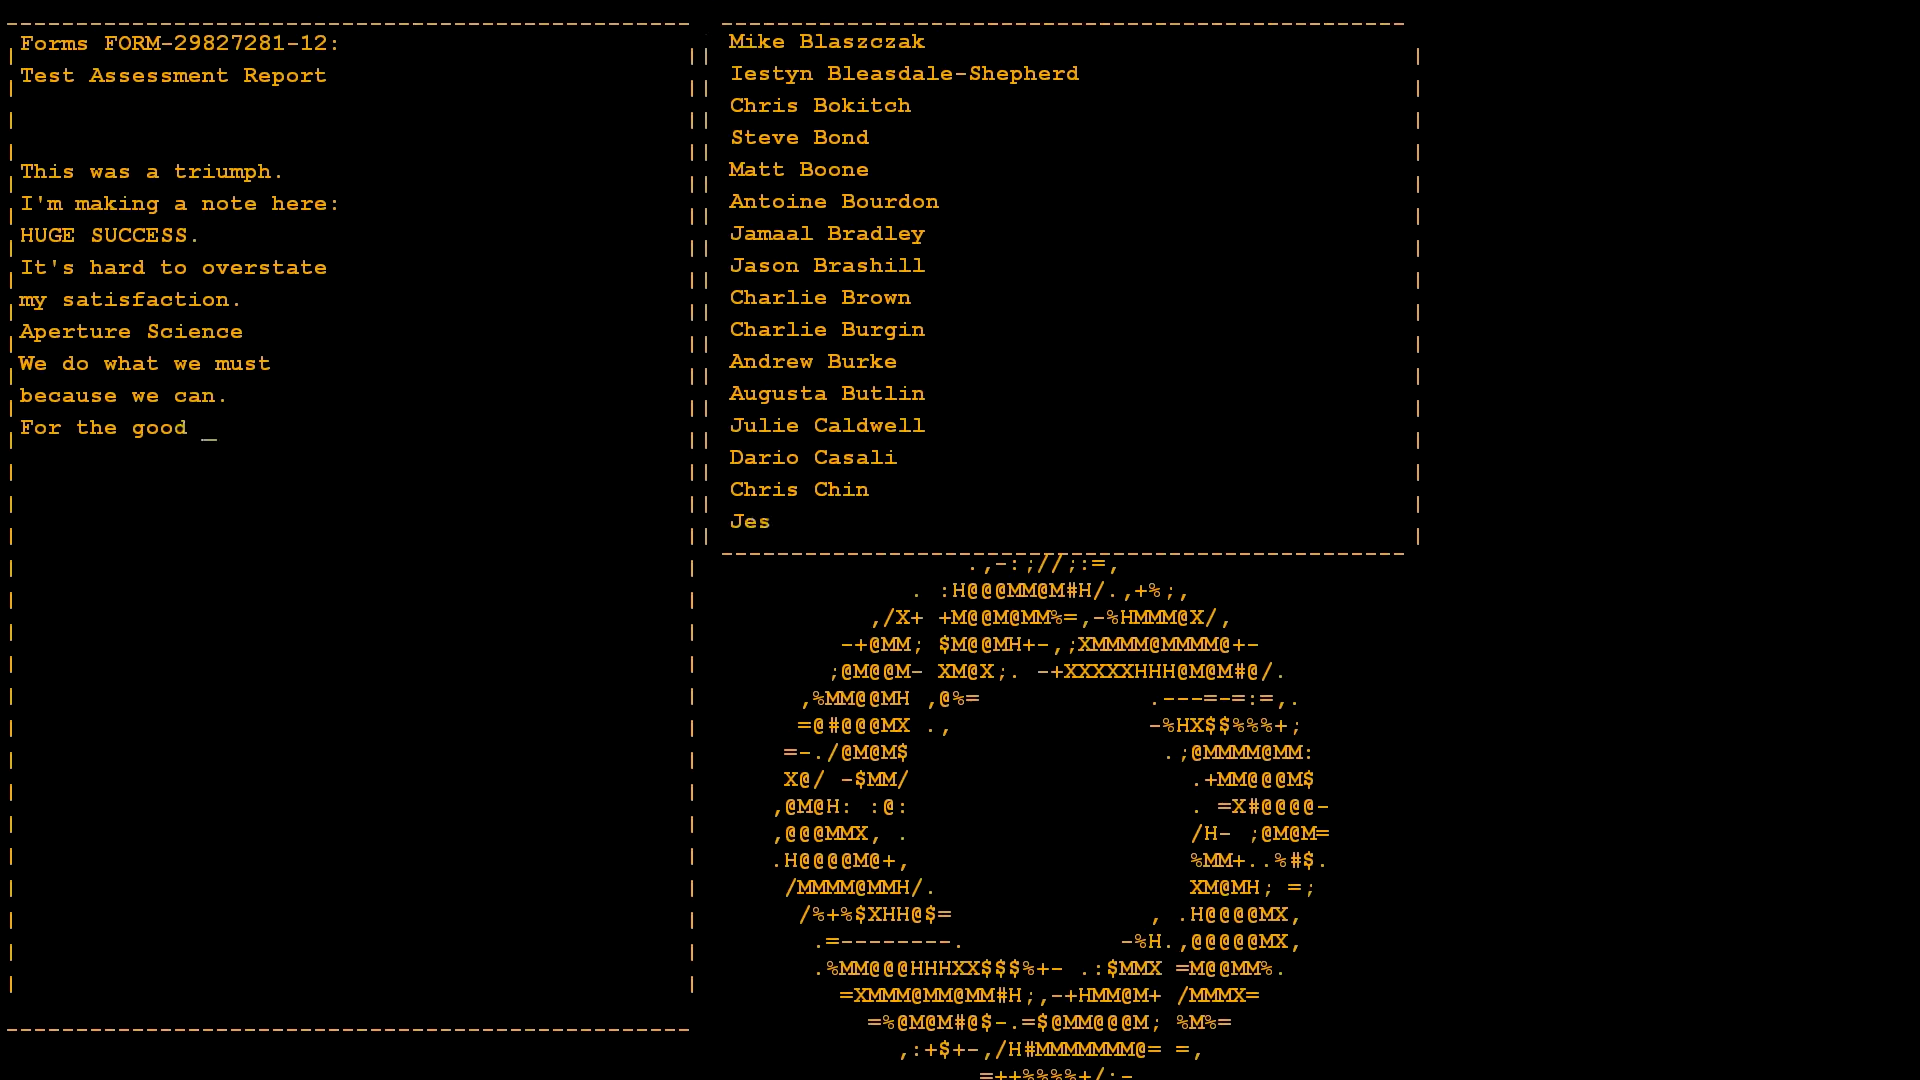 Forms FORM-29827281-12:
Test Assessment Report
This was a triumph.
I'm making a note here:
HUGE SUCCESS.
It's hard to overstate
my satisfaction.
Aperture Science
We do what we must
because we can.
For the good _
Mike Blaszczak
Iestyn Bleasdale-Shepherd
Chris Bokitch
Steve Bond
Matt Boone
Antoine Bourdon
Jamaal Bradley
Jason Brashill
Charlie Brown
Charlie Burgin
Andrew Burke
Augusta Butlin
Julie Caldwell
Dario Casali
Chris Chin
Jes